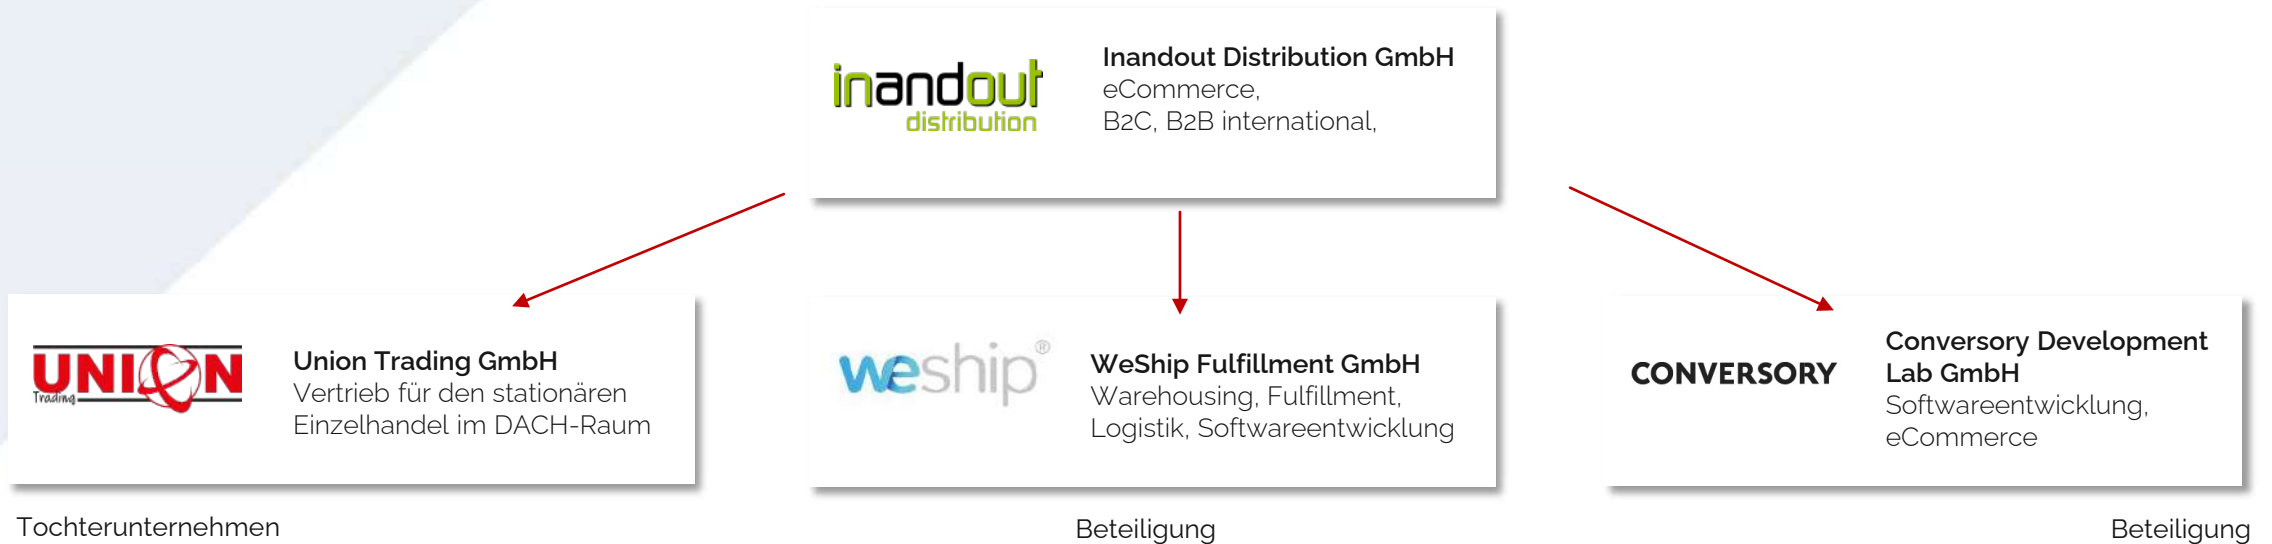 inandout
distribution
Inandout Distribution GmbH
eCommerce,
B2C, B2B international,
UNION
Trading
Union Trading GmbH
Vertrieb für den stationären
Einzelhandel im DACH-Raum
weship®
WeShip Fulfillment GmbH
Warehousing, Fulfillment,
Logistik, Softwareentwicklung
CONVERSORY
Conversory Development
Lab GmbH
Softwareentwicklung,
eCommerce
Tochterunternehmen
Beteiligung
Beteiligung